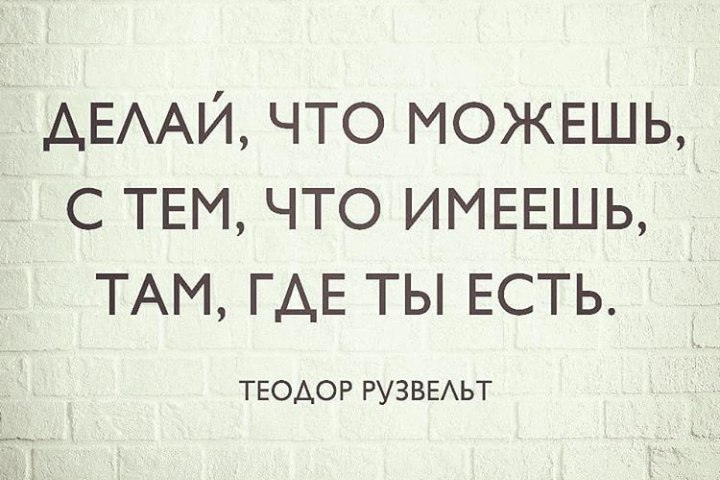 ДЕЛАЙ, ЧТО МОЖЕШЬ,
С ТЕМ, ЧТО ИМЕЕШЬ,
ТАМ, ГДЕ ТЫ ЕСТЬ.
ТЕОДОР РУЗВЕЛЬТ